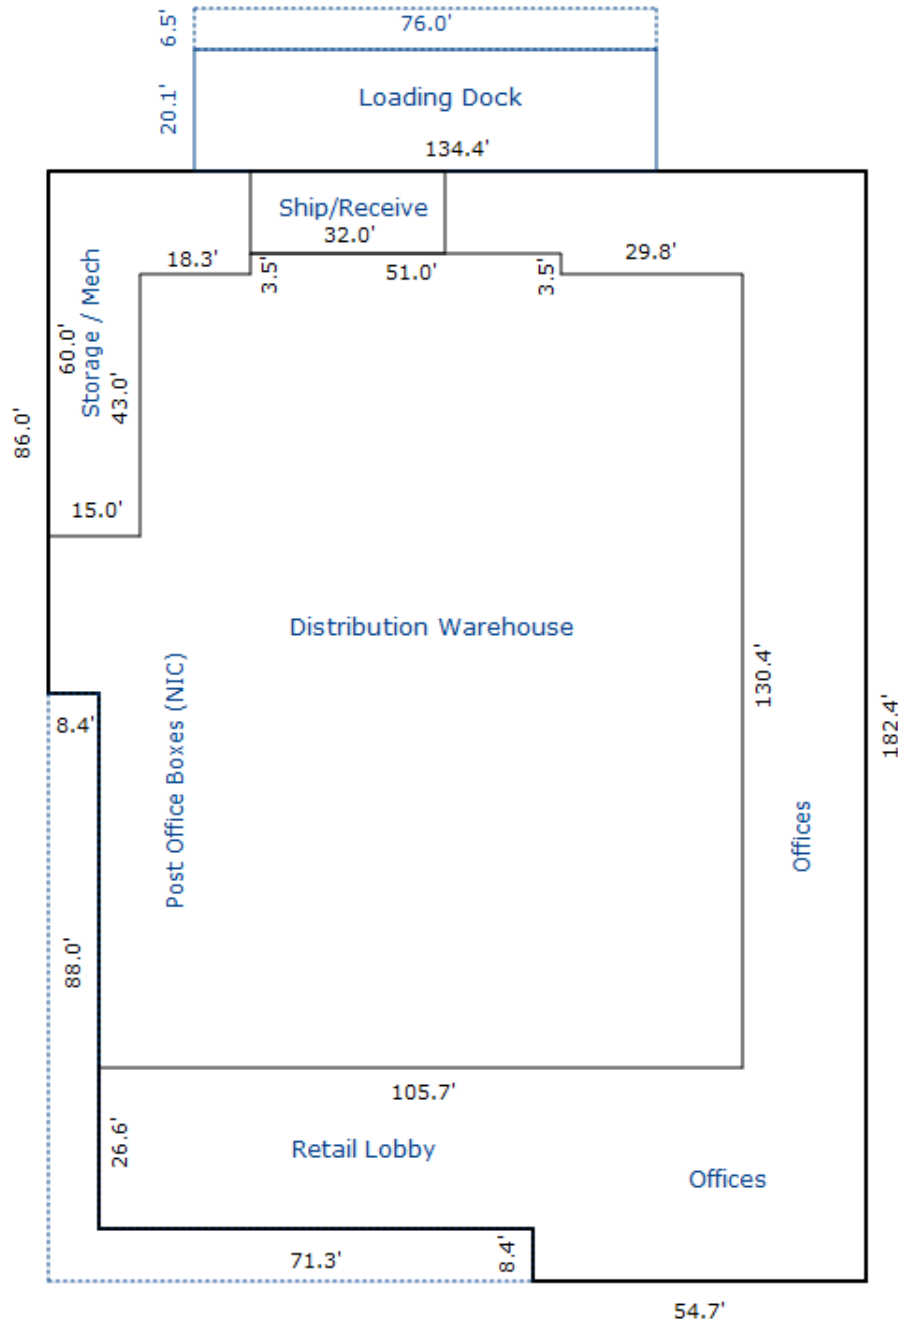 6.5'
76.0'
20.1'
Loading Dock
134.4'
Ship/Receive
32.0'
18.3'
3.5'
51.0'
3.5'
29.8'
Storage / Mech
60.0'
43.0'
86.0'
15.0'
Distribution Warehouse
130.4'
182.4'
8.4'
Post Office Boxes (NIC)
Offices
88.0'
105.7'
26.6'
Retail Lobby
Offices
71.3'
8.4'
54.7'